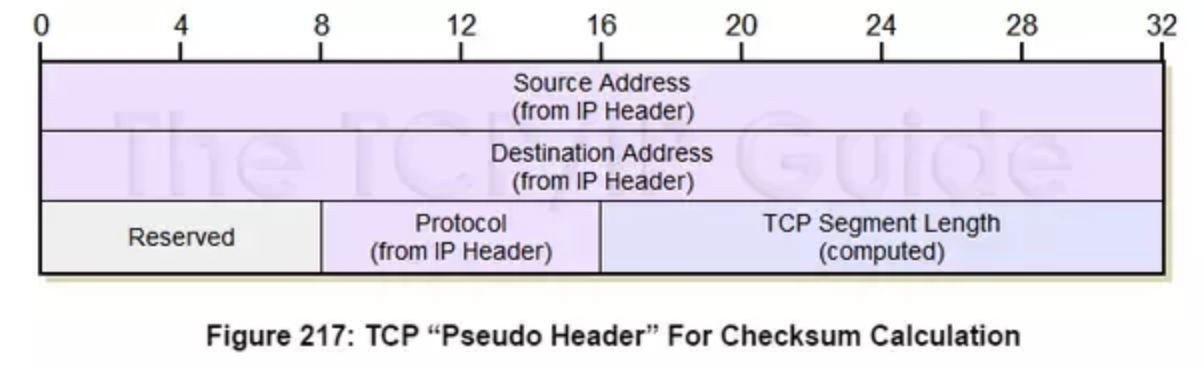 0 4 8 12 16 20 24 28 32
Source Address
(from IP Header)
The TCP/IP Guide
Destination Address
(from IP Header)
Reserved
Protocol
(from IP Header)
TCP Segment Length
(computed)
Figure 217: TCP “Pseudo Header” For Checksum Calculation